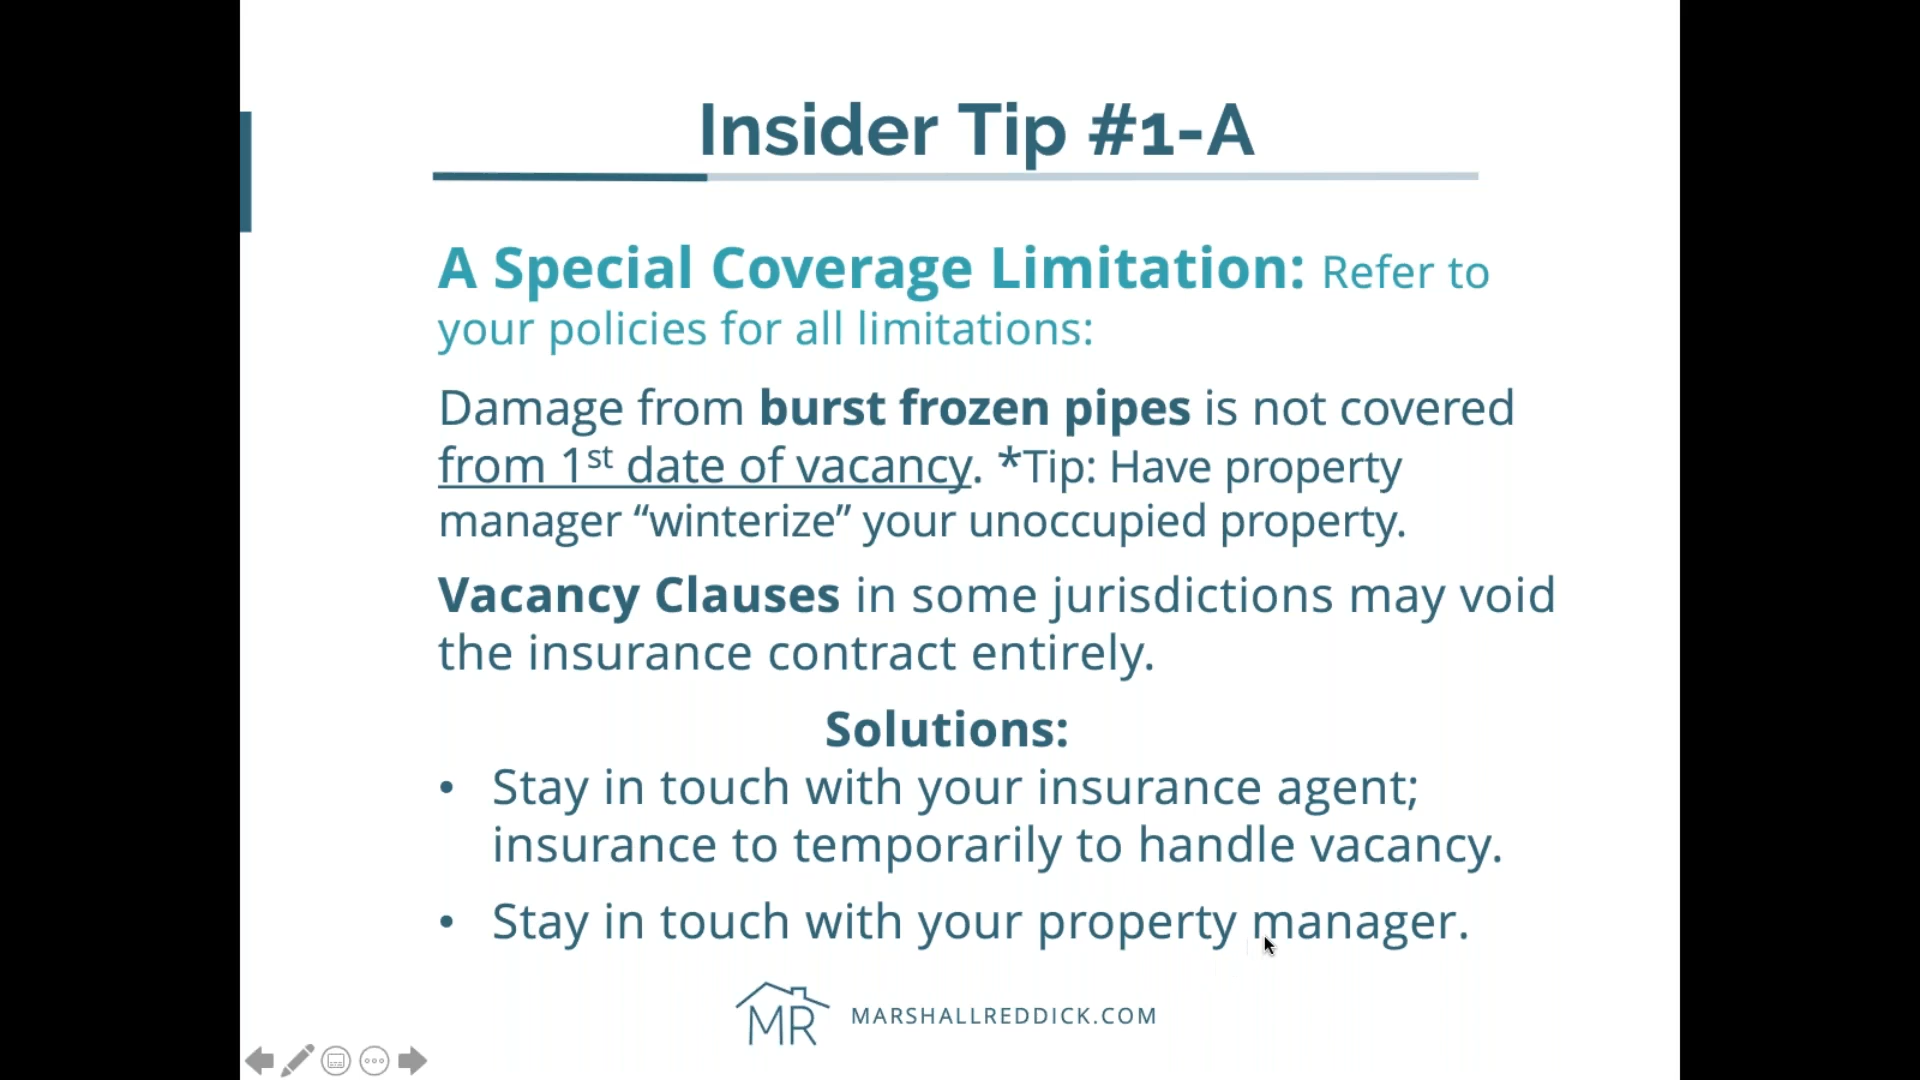 Insider Tip #1-A
A Special Coverage Limitation: Refer to
your policies for all limitations:
Damage from burst frozen pipes is not covered
from 1st date of vacancy. *Tip: Have property
manager “winterize” your unoccupied property.
Vacancy Clauses in some jurisdictions may void
the insurance contract entirely.
Solutions:
• Stay in touch with your insurance agent;
insurance to temporarily to handle vacancy.
• Stay in touch with your property manager.
MR MARSHALLREDDICK.COM